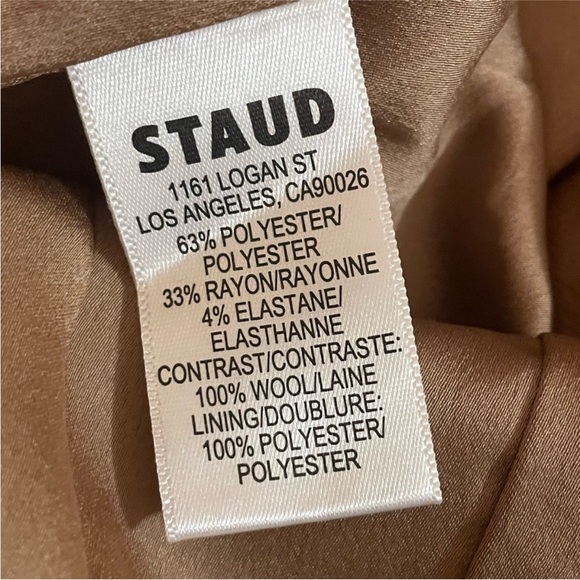 STAUD
1161 LOGAN ST
LOS ANGELES, CA90026
63% POLYESTER/
POLYESTER
33% RAYON/RAYONNE
4% ELASTANE/
ELASTHANNE
CONTRAST/CONTRASTE:
100% WOOL/LAINE
LINING/DOUBLURE:
100% POLYESTER/
POLYESTER